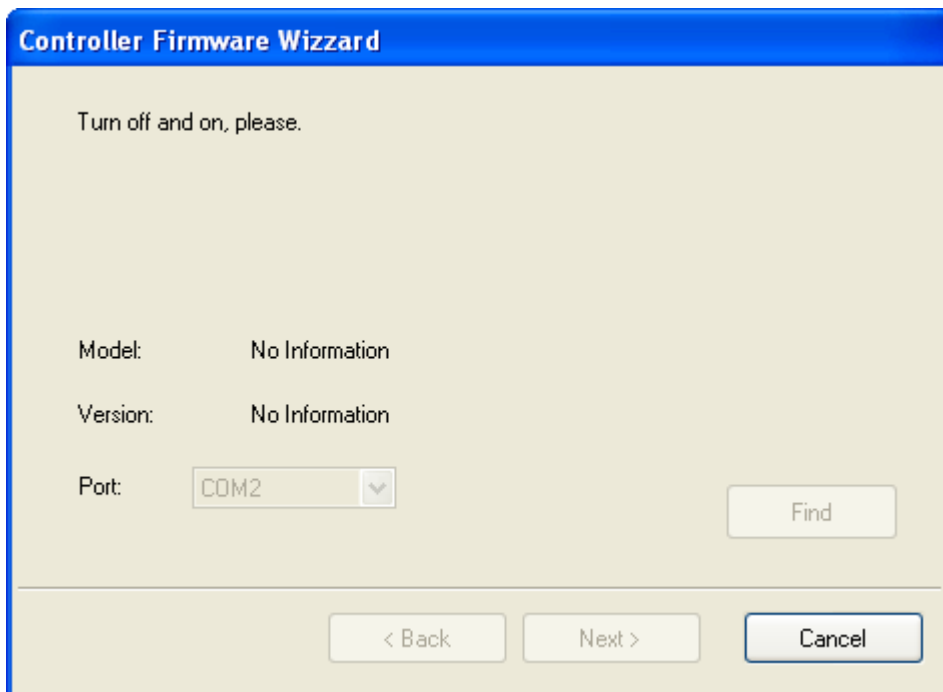 Controller Firmware Wizzard
Turn off and on, please.
Model: No Information
Version: No Information
Port: COM2
Find
< Back Next > Cancel